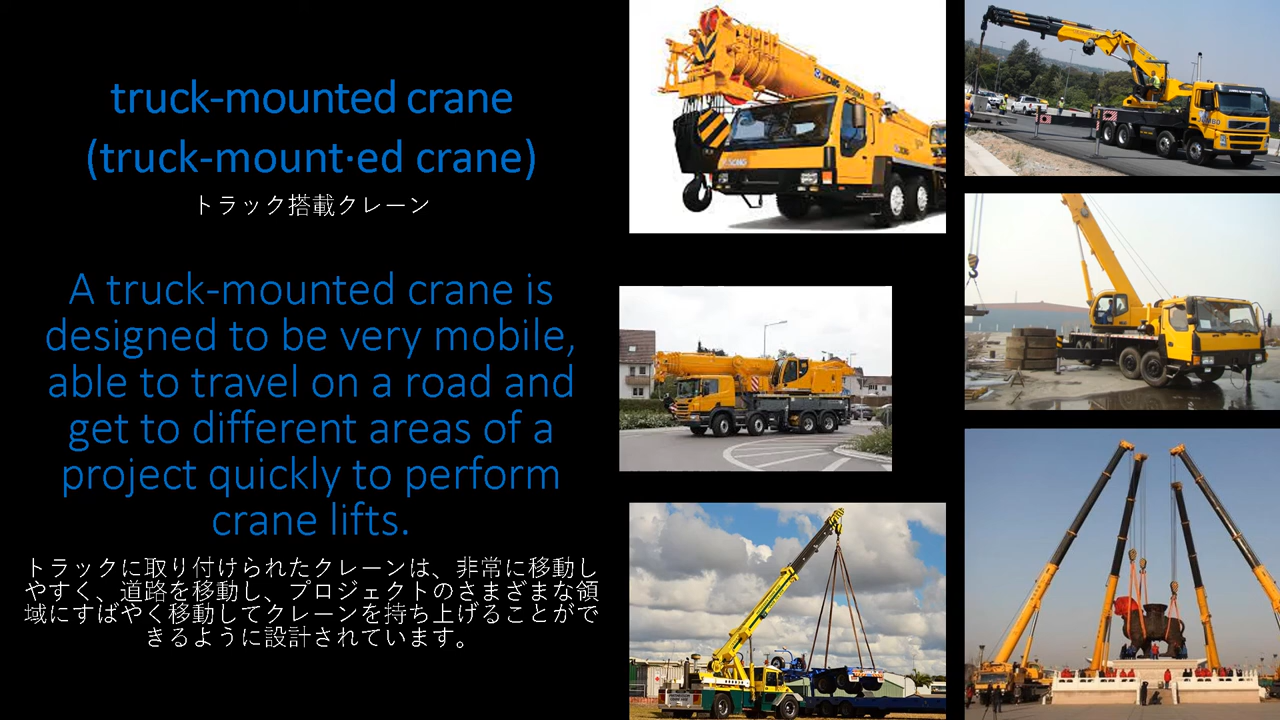 truck-mounted crane
(truck-mount·ed crane)
トラック搭載クレーン
A truck-mounted crane is
designed to be very mobile,
able to travel on a road and
get to different areas of a
project quickly to perform
crane lifts.
トラックに取り付けられたクレーンは、非常に移動し
やすく、道路を移動し、プロジェクトのさまざまな領
域にすばやく移動してクレーンを持ち上げることがで
きるように設計されています。
XCMG
XCMG